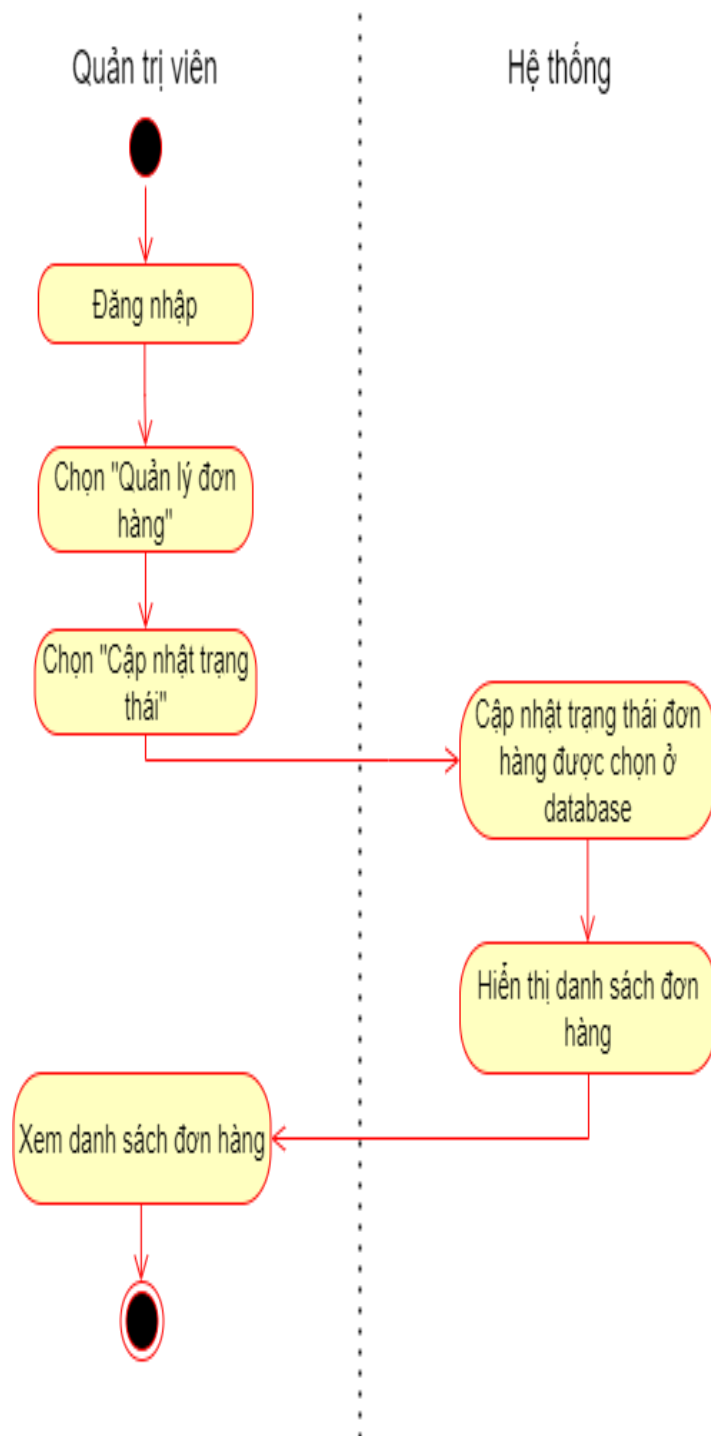 Quản trị viên
Hệ thống
Đăng nhập
Chọn "Quản lý đơn
hàng"
Chọn "Cập nhật trạng
thái"
Cập nhật trạng thái đơn
hàng được chọn ở
database
Hiển thị danh sách đơn
hàng
Xem danh sách đơn hàng